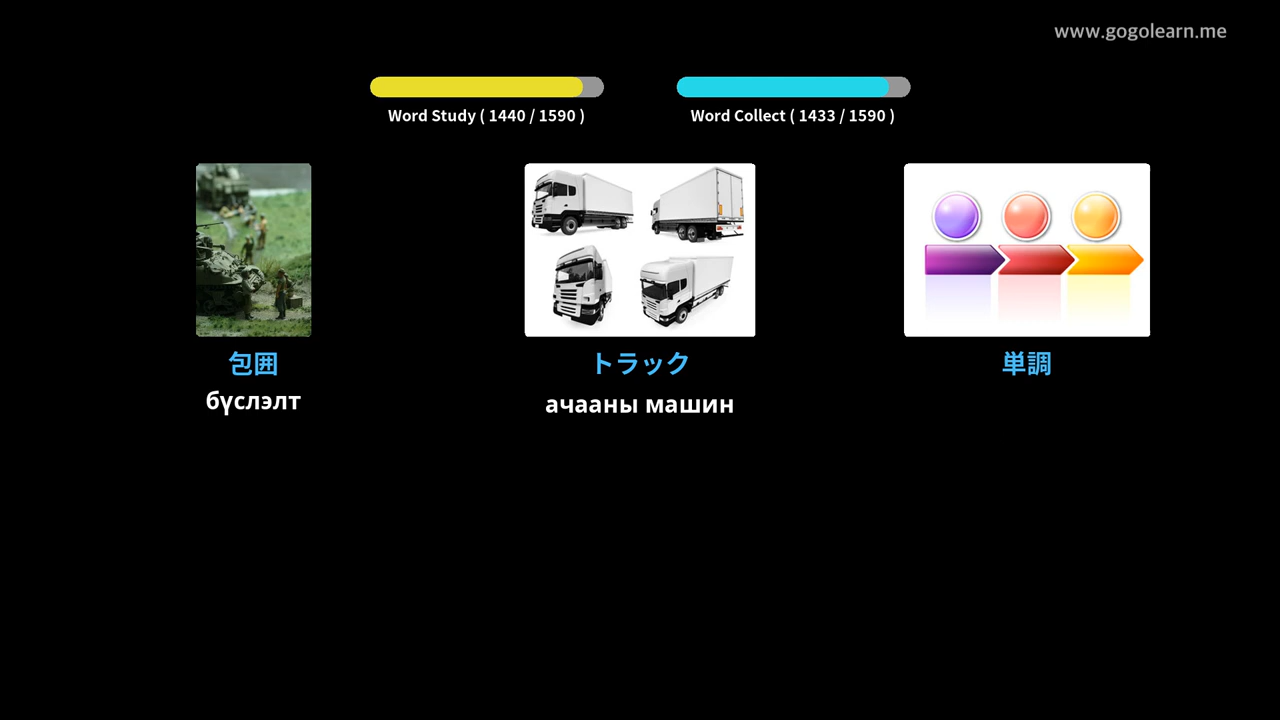 www.gogolearn.me
Word Study ( 1440 / 1590 )
Word Collect ( 1433 / 1590 )
包囲
бүслэлт
トラック
ачааны машин
単調